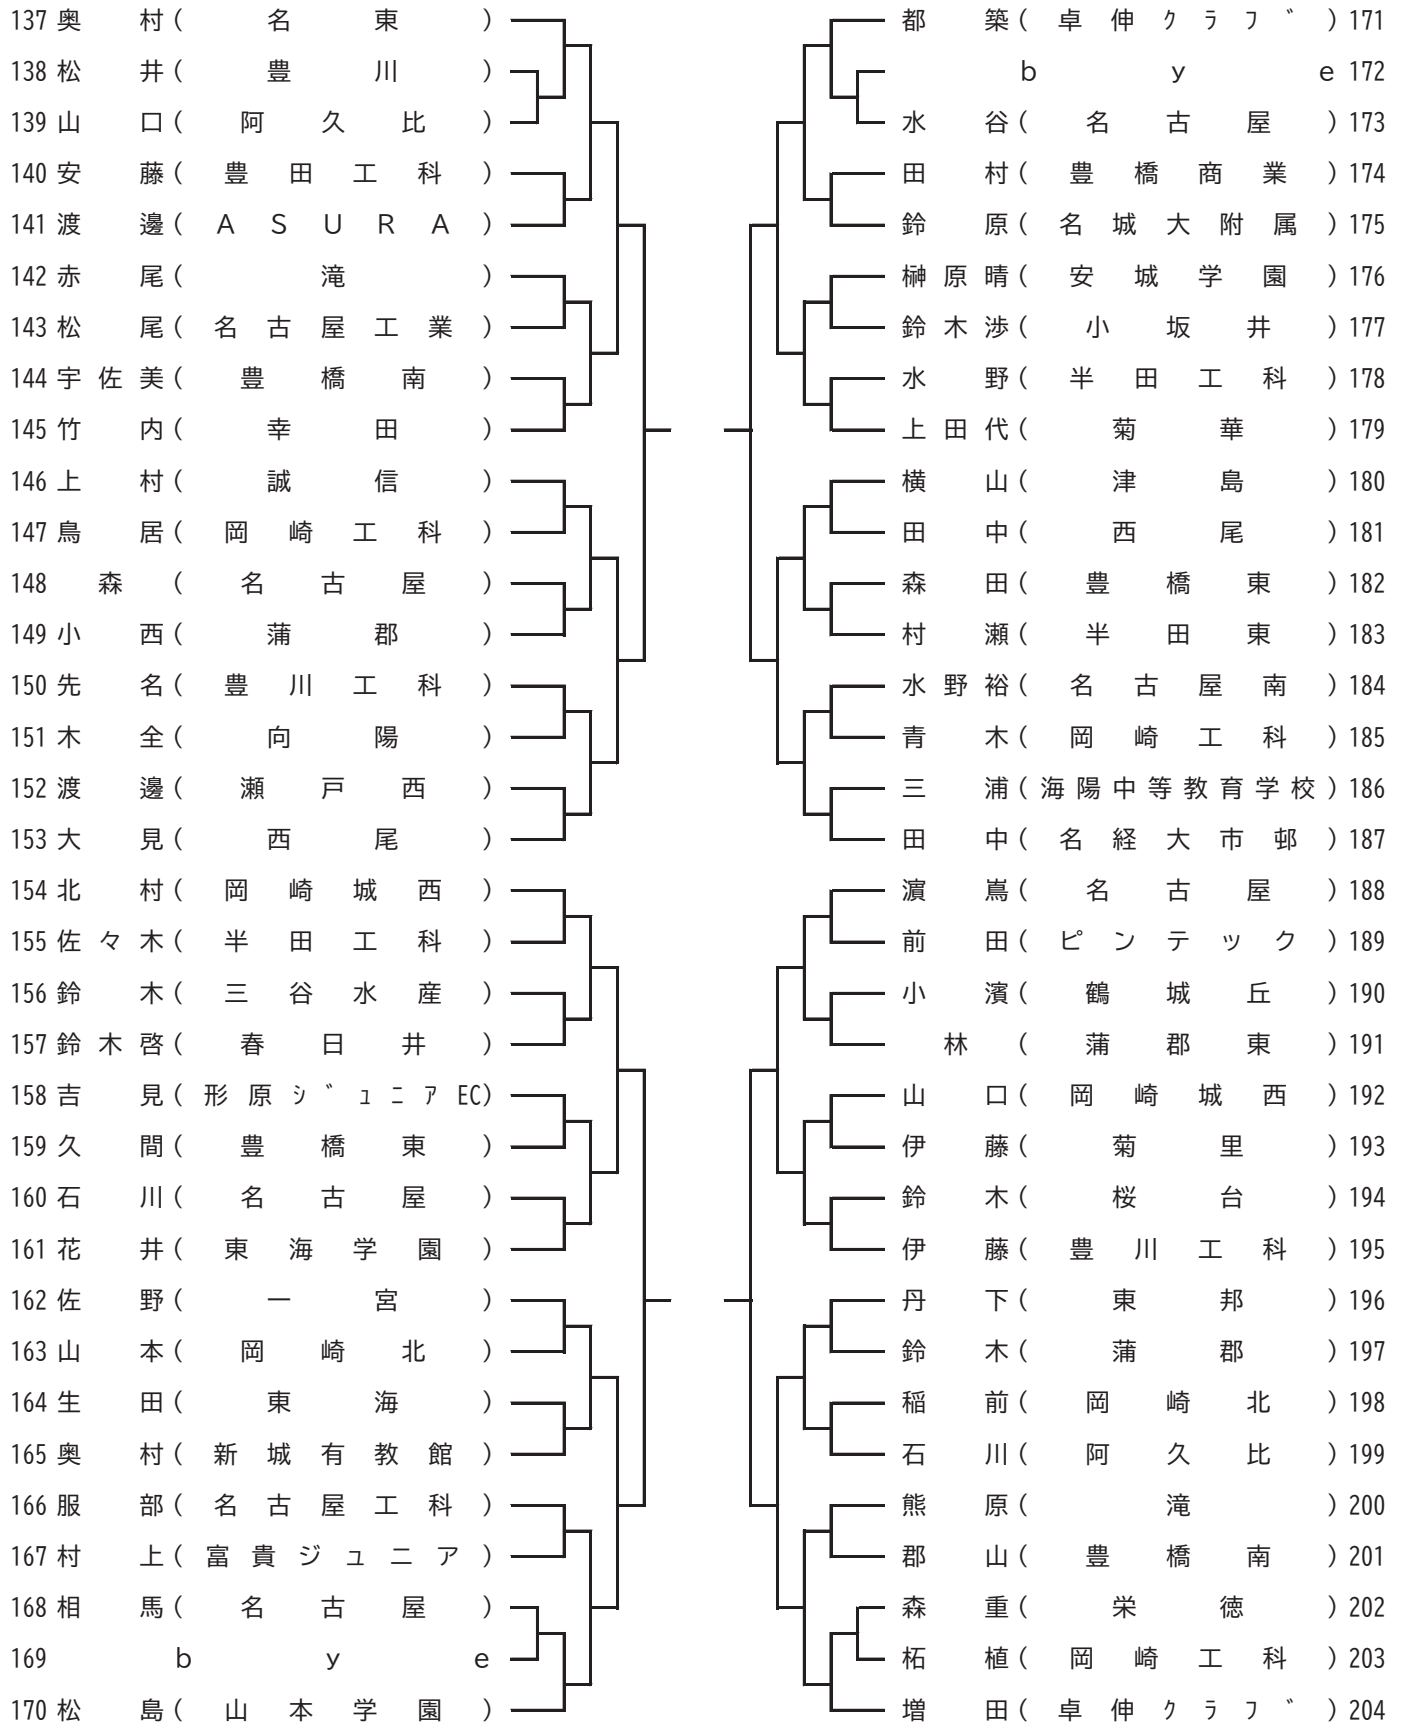 137 奥村(名東)
138 松井(豊川)
139 山口(阿久比)
140 安藤(豊田工科)
141 渡邊(ASURA)
142 赤尾(滝)
143 松尾(名古屋工業)
144 宇佐美(豊橋南)
145 竹内(幸田)
146 上村(誠信)
147 鳥居(岡崎工科)
148 森(名古屋)
149 小西(蒲郡)
150 先名(豊川工科)
151 木全(向陽)
152 渡邊(瀬戸西)
153 大見(西尾)
154 北村(岡崎城西)
155 佐々木(半田工科)
156 鈴木(三谷水産)
157 鈴木啓(春日井)
158 吉見(形原ジュニアEC)
159 久間(豊橋東)
160 石川(名古屋)
161 花井(東海学園)
162 佐野(一宮)
163 山本(岡崎北)
164 生田(東海)
165 奥村(新城有教館)
166 服部(名古屋工科)
167 村上(富貴ジュニア)
168 相馬(名古屋)
169 bye
170 松島(山本学園)
都築(卓伸クラブ)171
bye 172
水谷(名古屋)173
田村(豊橋商業)174
鈴原(名城大附属)175
榊原晴(安城学園)176
鈴木渉(小坂井)177
水野(半田工科)178
上田代(菊華)179
横山(津島)180
田中(西尾)181
森田(豊橋東)182
村瀬(半田東)183
水野裕(名古屋南)184
青木(岡崎工科)185
三浦(海陽中等教育学校)186
田中(名経大市邨)187
濵嶌(名古屋)188
前田(ピンテック)189
小濱(鶴城丘)190
林(蒲郡東)191
山口(岡崎城西)192
伊藤(菊里)193
鈴木(桜台)194
伊藤(豊川工科)195
丹下(東邦)196
鈴木(蒲郡)197
稲前(岡崎北)198
石川(阿久比)199
熊原(滝)200
郡山(豊橋南)201
森重(栄徳)202
柘植(岡崎工科)203
増田(卓伸クラブ)204